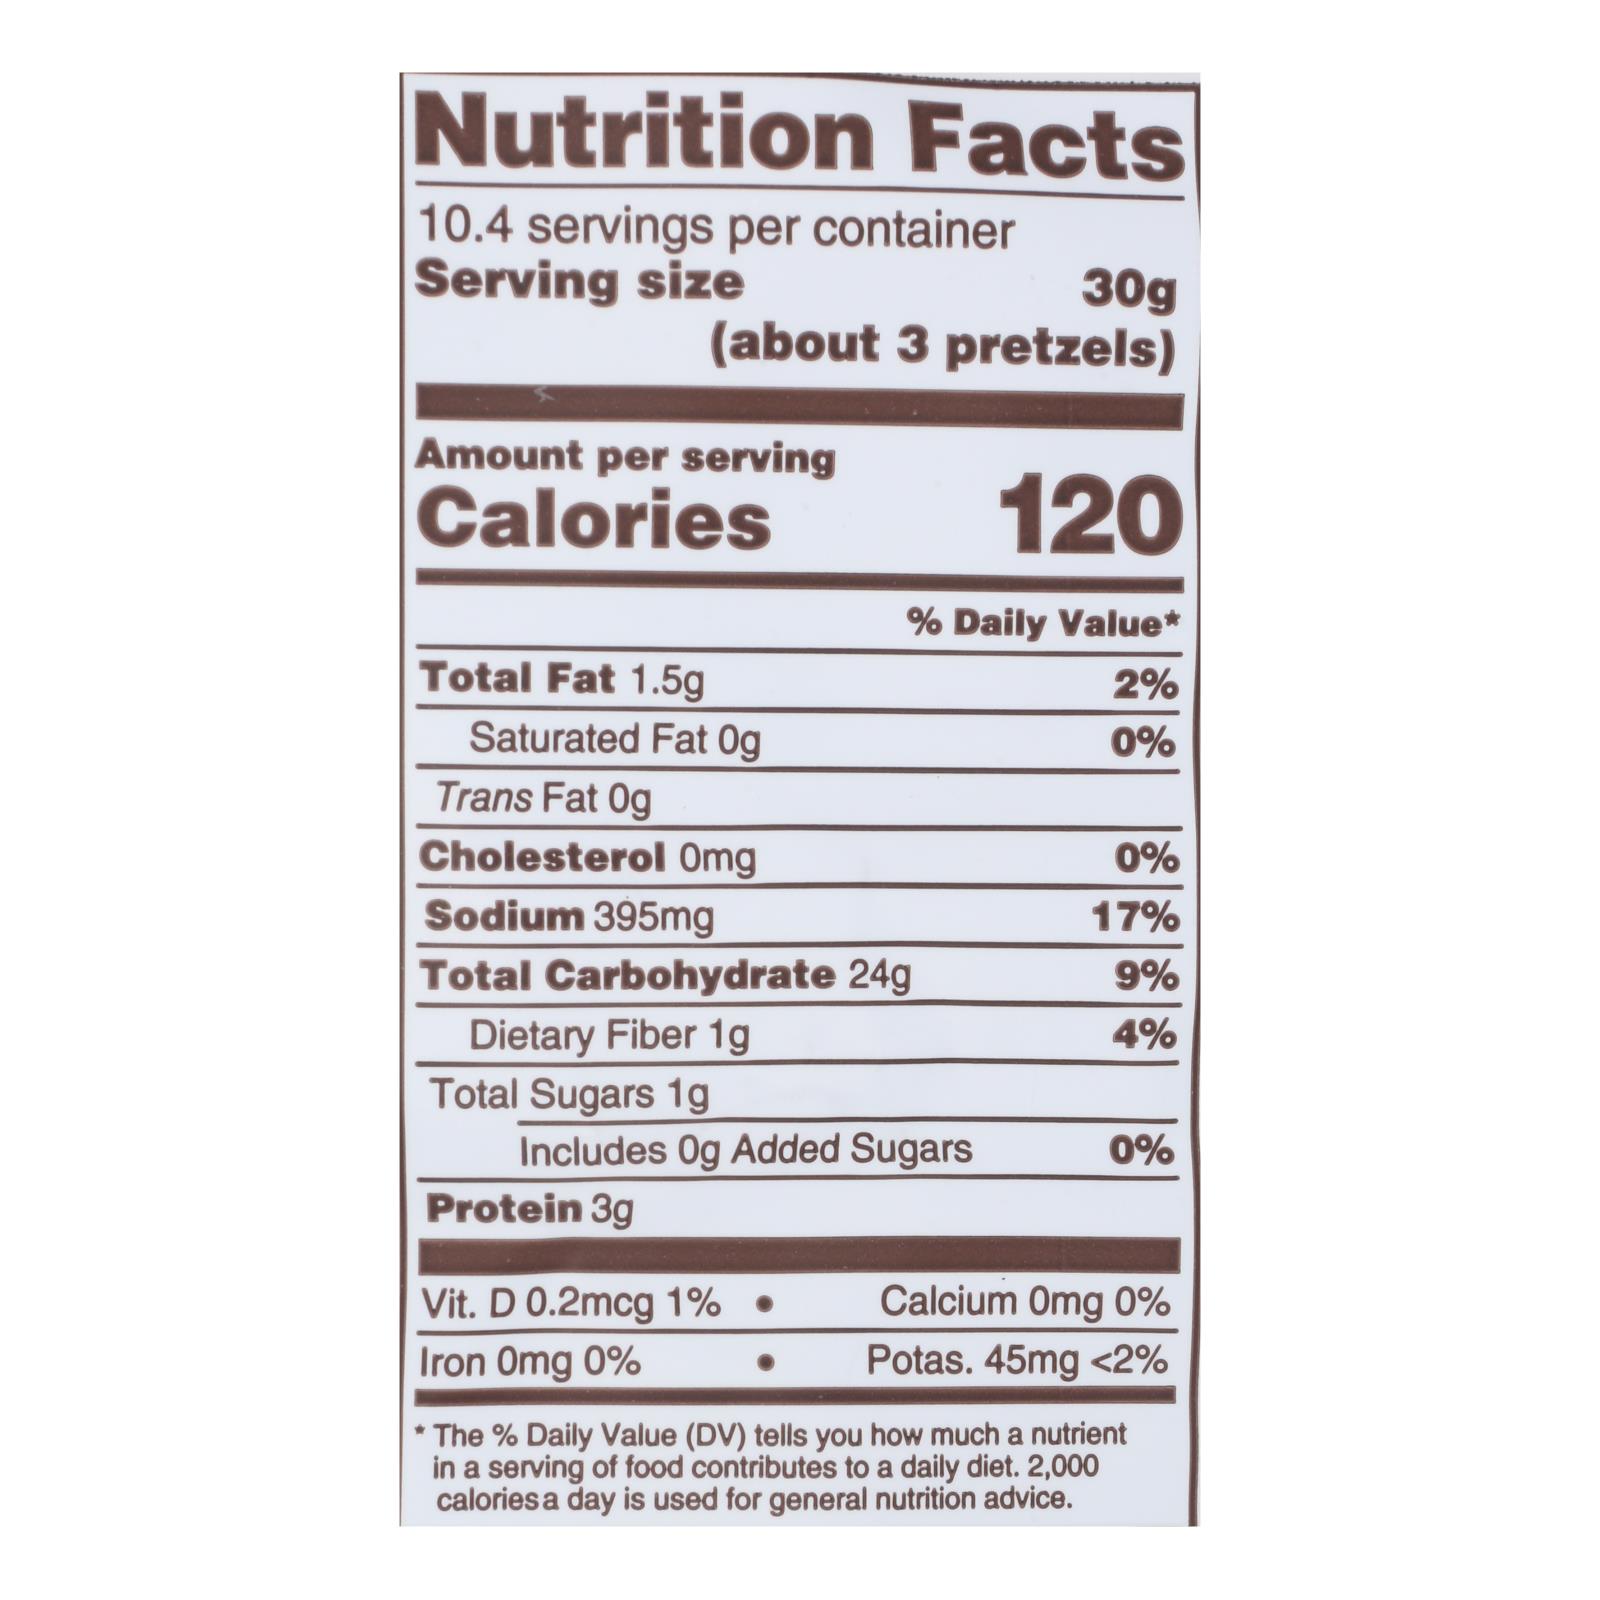 Nutrition Facts
10.4 servings per container
Serving size 30g
(about 3 pretzels)
Amount per serving
Calories 120
% Daily Value*
Total Fat 1.5g 2%
Saturated Fat 0g 0%
Trans Fat 0g
Cholesterol 0mg 0%
Sodium 395mg 17%
Total Carbohydrate 24g 9%
Dietary Fiber 1g 4%
Total Sugars 1g
Includes 0g Added Sugars 0%
Protein 3g
Vit. D 0.2mcg 1% • Calcium 0mg 0%
Iron 0mg 0% • Potas. 45mg <2%
* The % Daily Value (DV) tells you how much a nutrient
in a serving of food contributes to a daily diet. 2,000
calories a day is used for general nutrition advice.